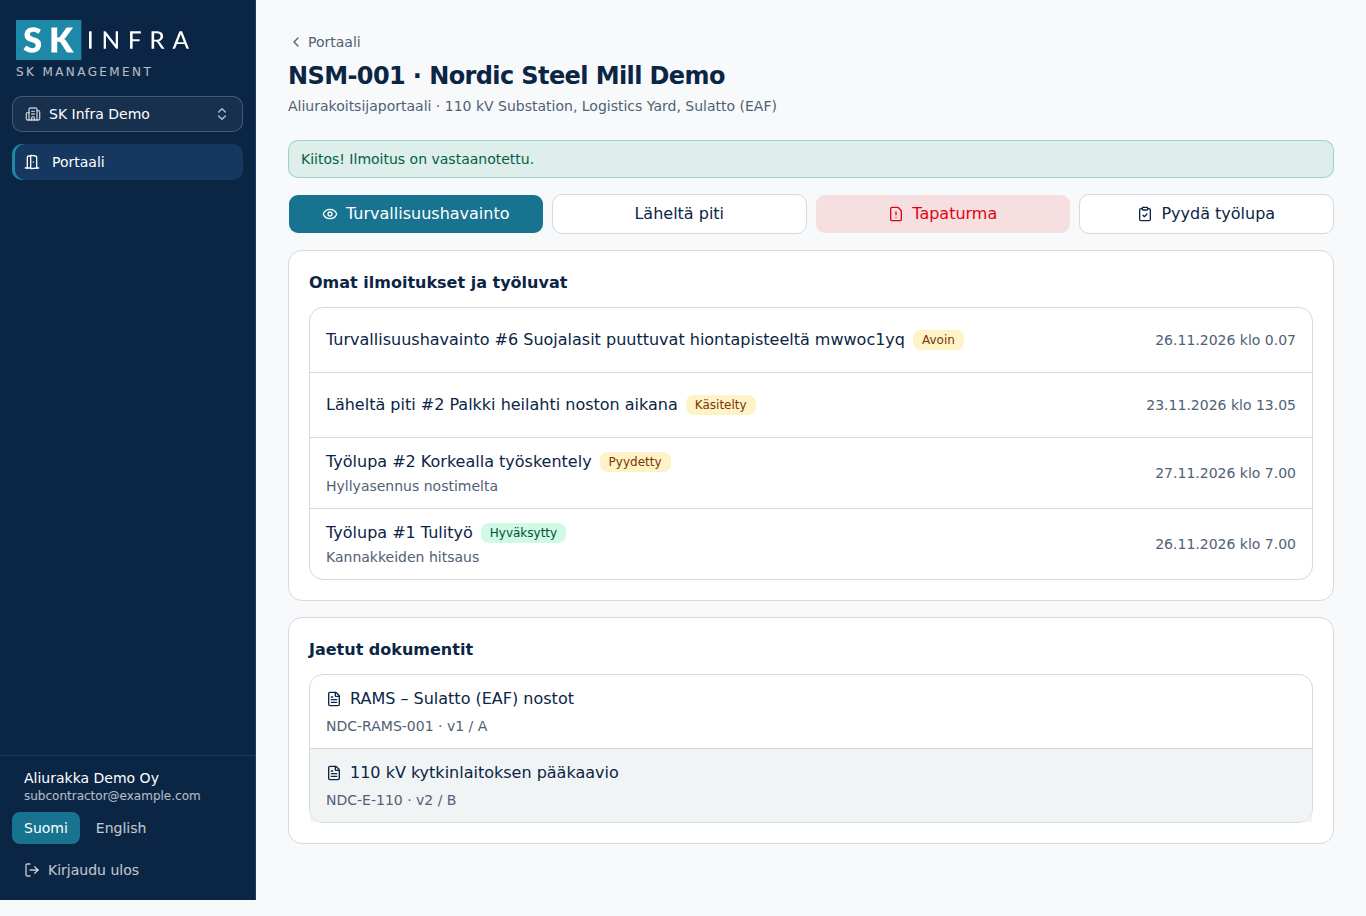 SK INFRA
SK MANAGEMENT
SK Infra Demo
Portaali
Aliurakka Demo Oy
subcontractor@example.com
Suomi English
Kirjaudu ulos
Portaali
NSM-001 · Nordic Steel Mill Demo
Aliurakoitsijaportaali · 110 kV Substation, Logistics Yard, Sulatto (EAF)
Kiitos! Ilmoitus on vastaanotettu.
Turvallisuushavainto Läheltä piti Tapaturma Pyydä työlupa
Omat ilmoitukset ja työluvat
Turvallisuushavainto #6 Suojalasit puuttuvat hiontapisteeltä mwwoc1yq Avoin 26.11.2026 klo 0.07
Läheltä piti #2 Palkki heilahti noston aikana Käsitelty 23.11.2026 klo 13.05
Työlupa #2 Korkealla työskentely Pyydetty 27.11.2026 klo 7.00
Hyllyasennus nostimelta
Työlupa #1 Tulityö Hyväksytty 26.11.2026 klo 7.00
Kannakkeiden hitsaus
Jaetut dokumentit
RAMS – Sulatto (EAF) nostot
NDC-RAMS-001 · v1 / A
110 kV kytkinlaitoksen pääkaavio
NDC-E-110 · v2 / B